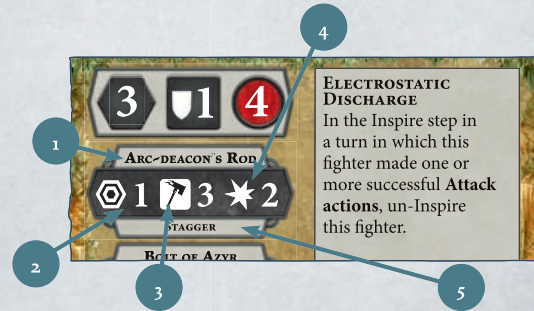 4
3 1 4
1
ARC-DEACON'S ROD
1 3 2
STAGGER
BOLT OF AZYR
2
3
5
ELECTROSTATIC
DISCHARGE
In the Inspire step in
a turn in which this
fighter made one or
more successful Attack
actions, un-Inspire
this fighter.